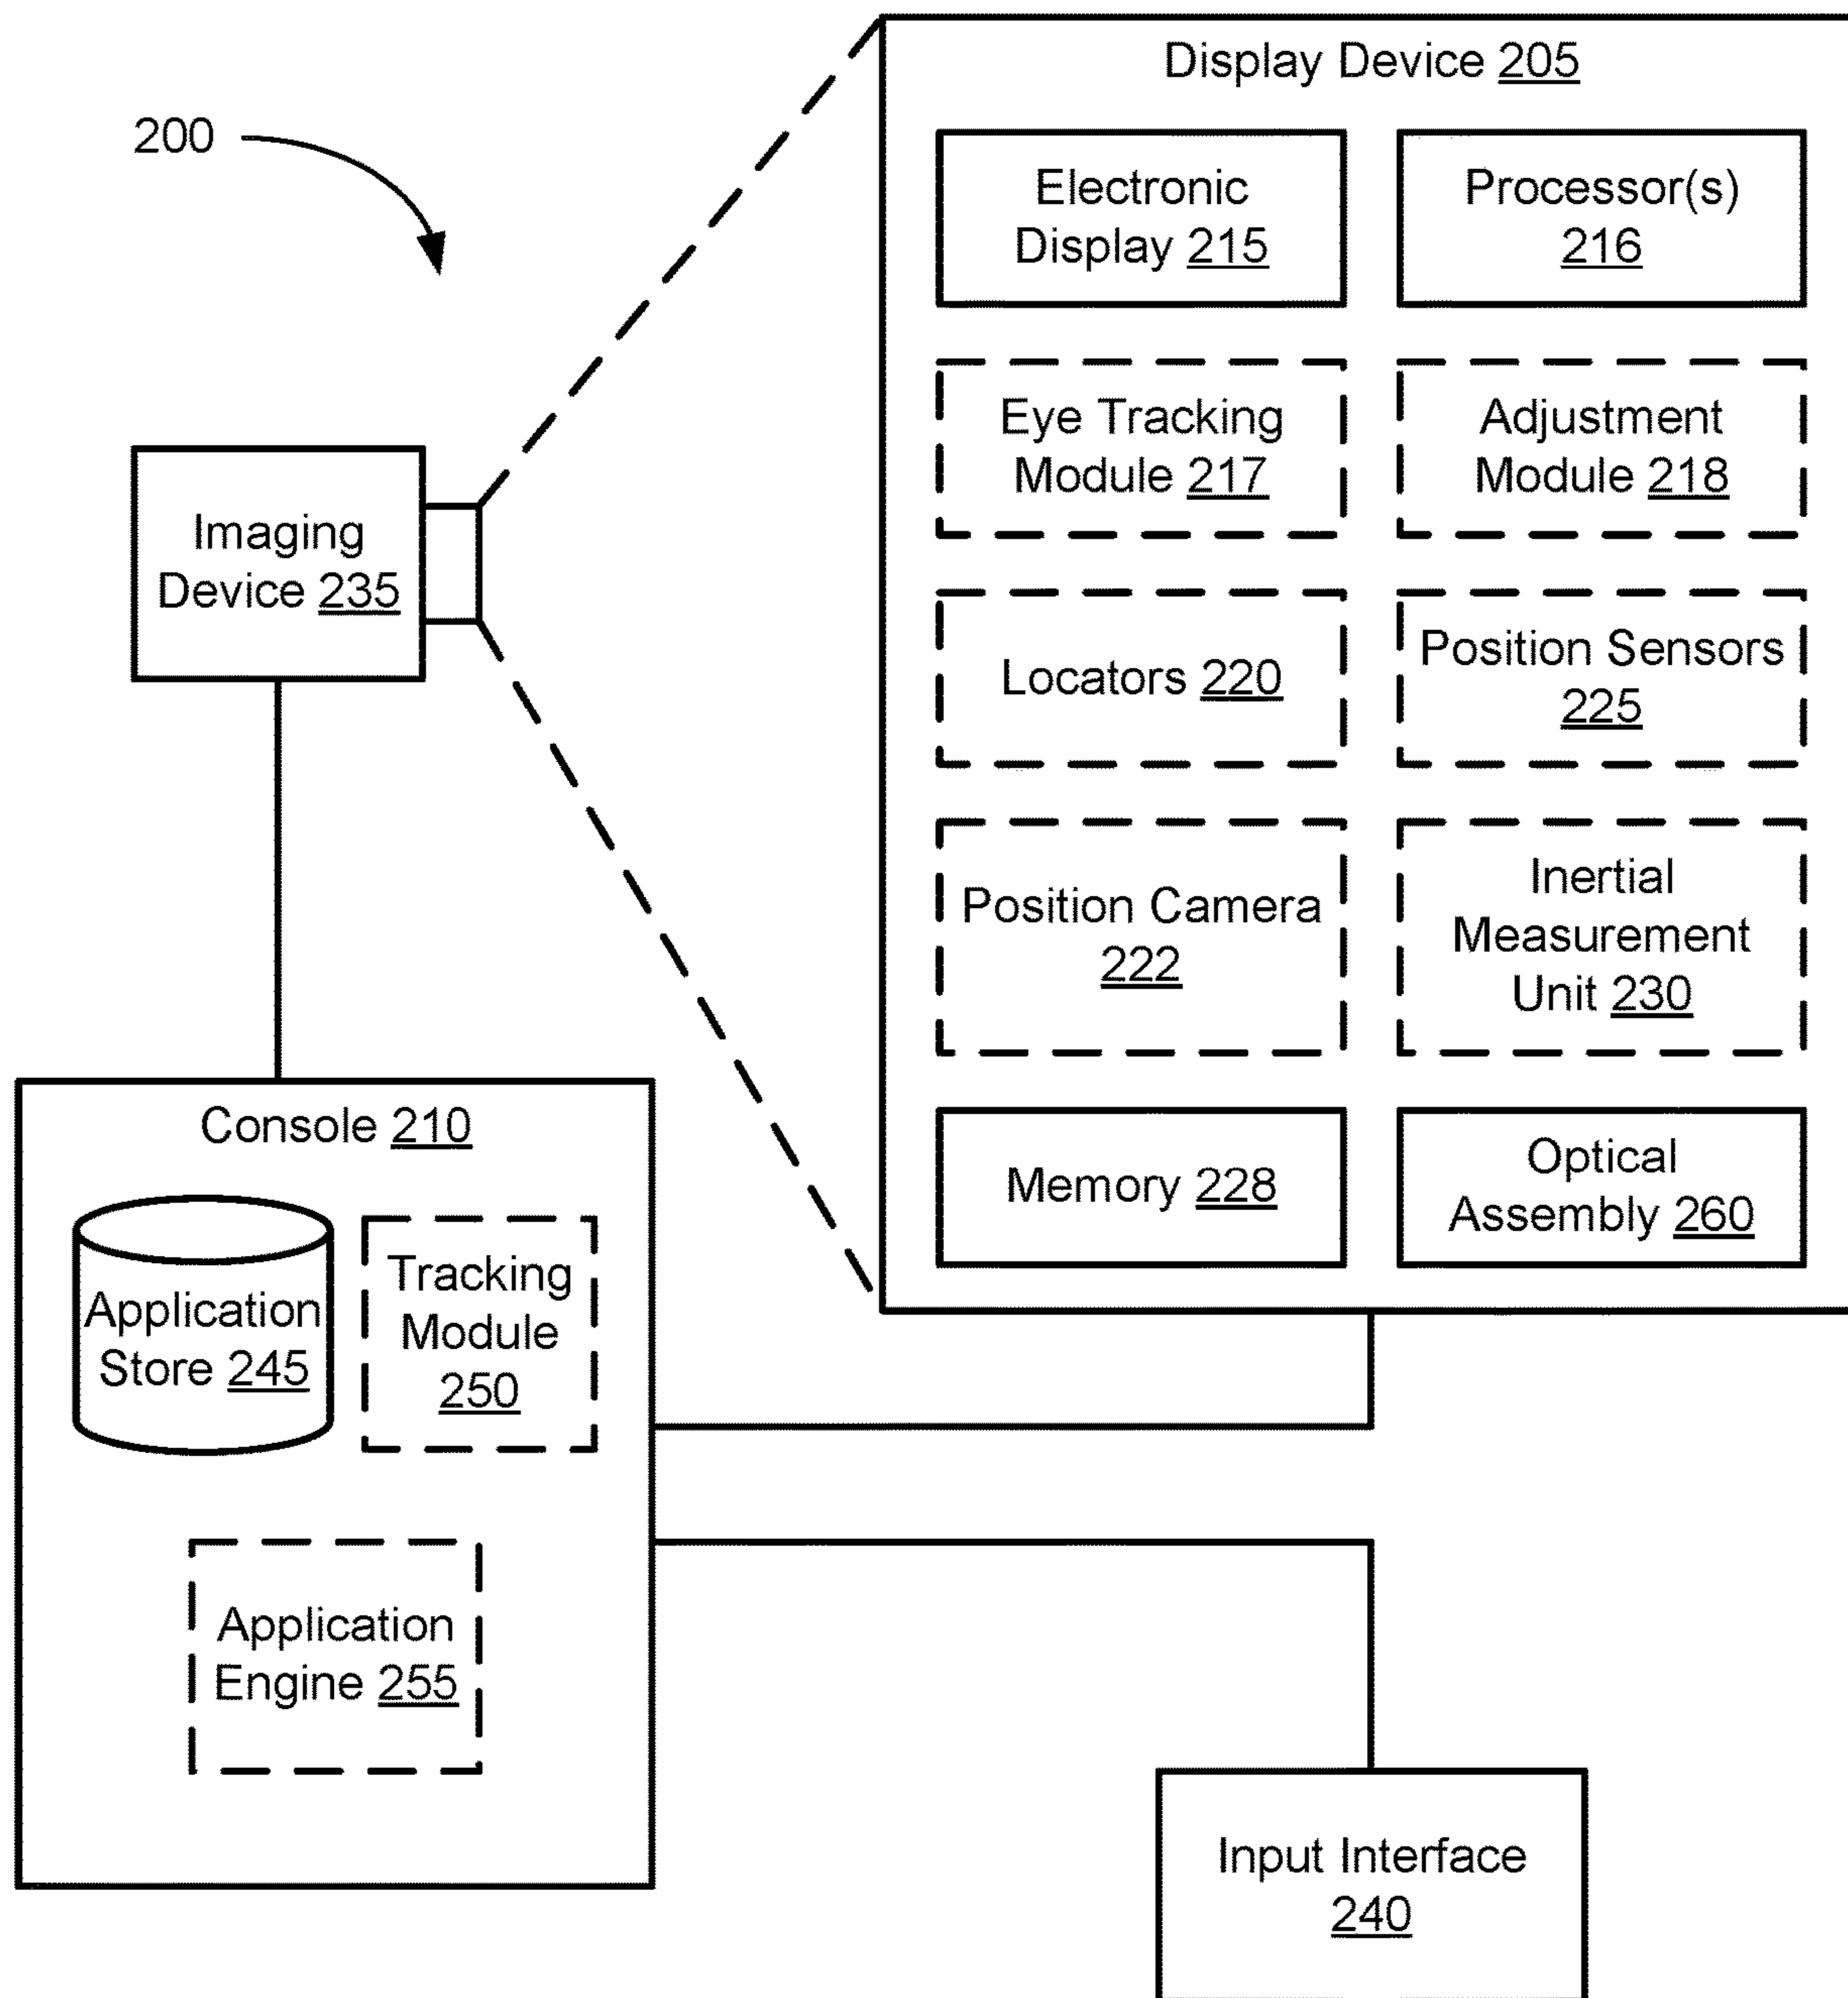 200
Display Device 205
Electronic
Display 215
Processor(s)
216
Eye Tracking
Module 217
Adjustment
Module 218
Imaging
Device 235
Locators 220
Position Sensors
225
Position Camera
222
Inertial
Measurement
Unit 230
Memory 228
Optical
Assembly 260
Console 210
Application
Store 245
Tracking
Module
250
Application
Engine 255
Input Interface
240